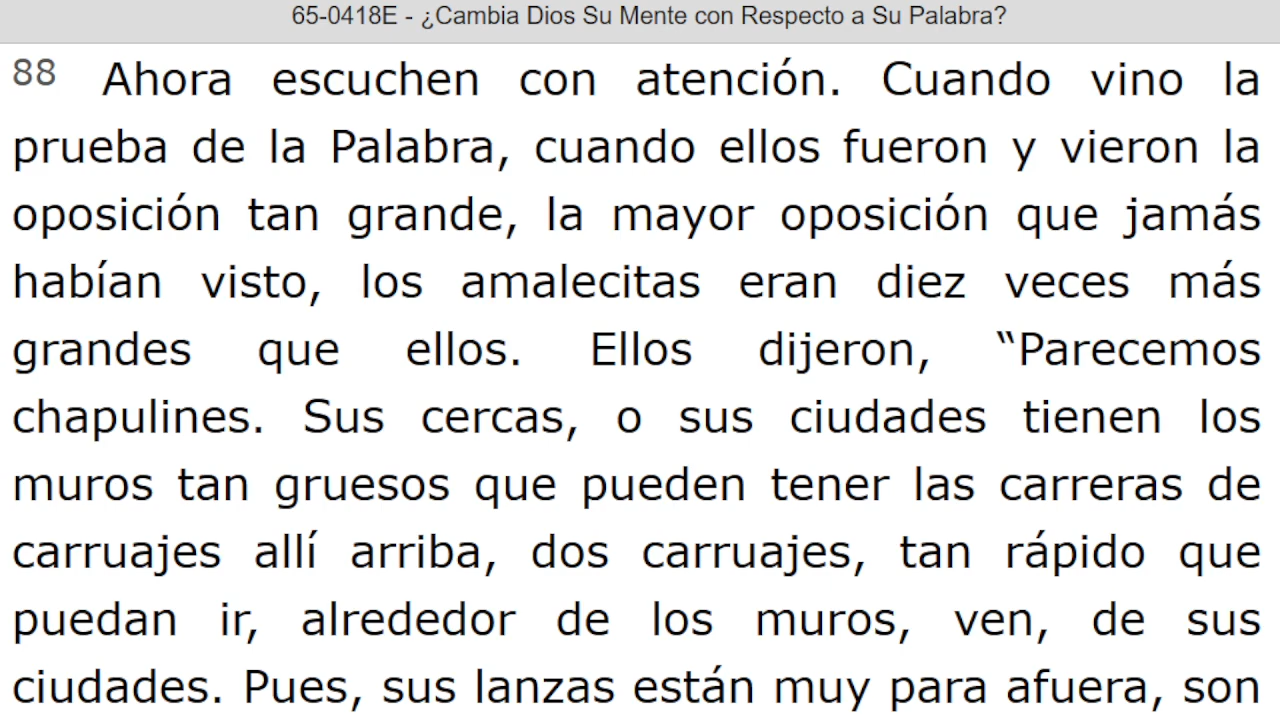 65-0418E - ¿Cambia Dios Su Mente con Respecto a Su Palabra?
88 Ahora escuchen con atención. Cuando vino la
prueba de la Palabra, cuando ellos fueron y vieron la
oposición tan grande, la mayor oposición que jamás
habían visto, los amalecitas eran diez veces más
grandes que ellos. Ellos dijeron, “Parecemos
chapulines. Sus cercas, o sus ciudades tienen los
muros tan gruesos que pueden tener las carreras de
carruajes allí arriba, dos carruajes, tan rápido que
puedan ir, alrededor de los muros, ven, de sus
ciudades. Pues, sus lanzas están muy para afuera, son